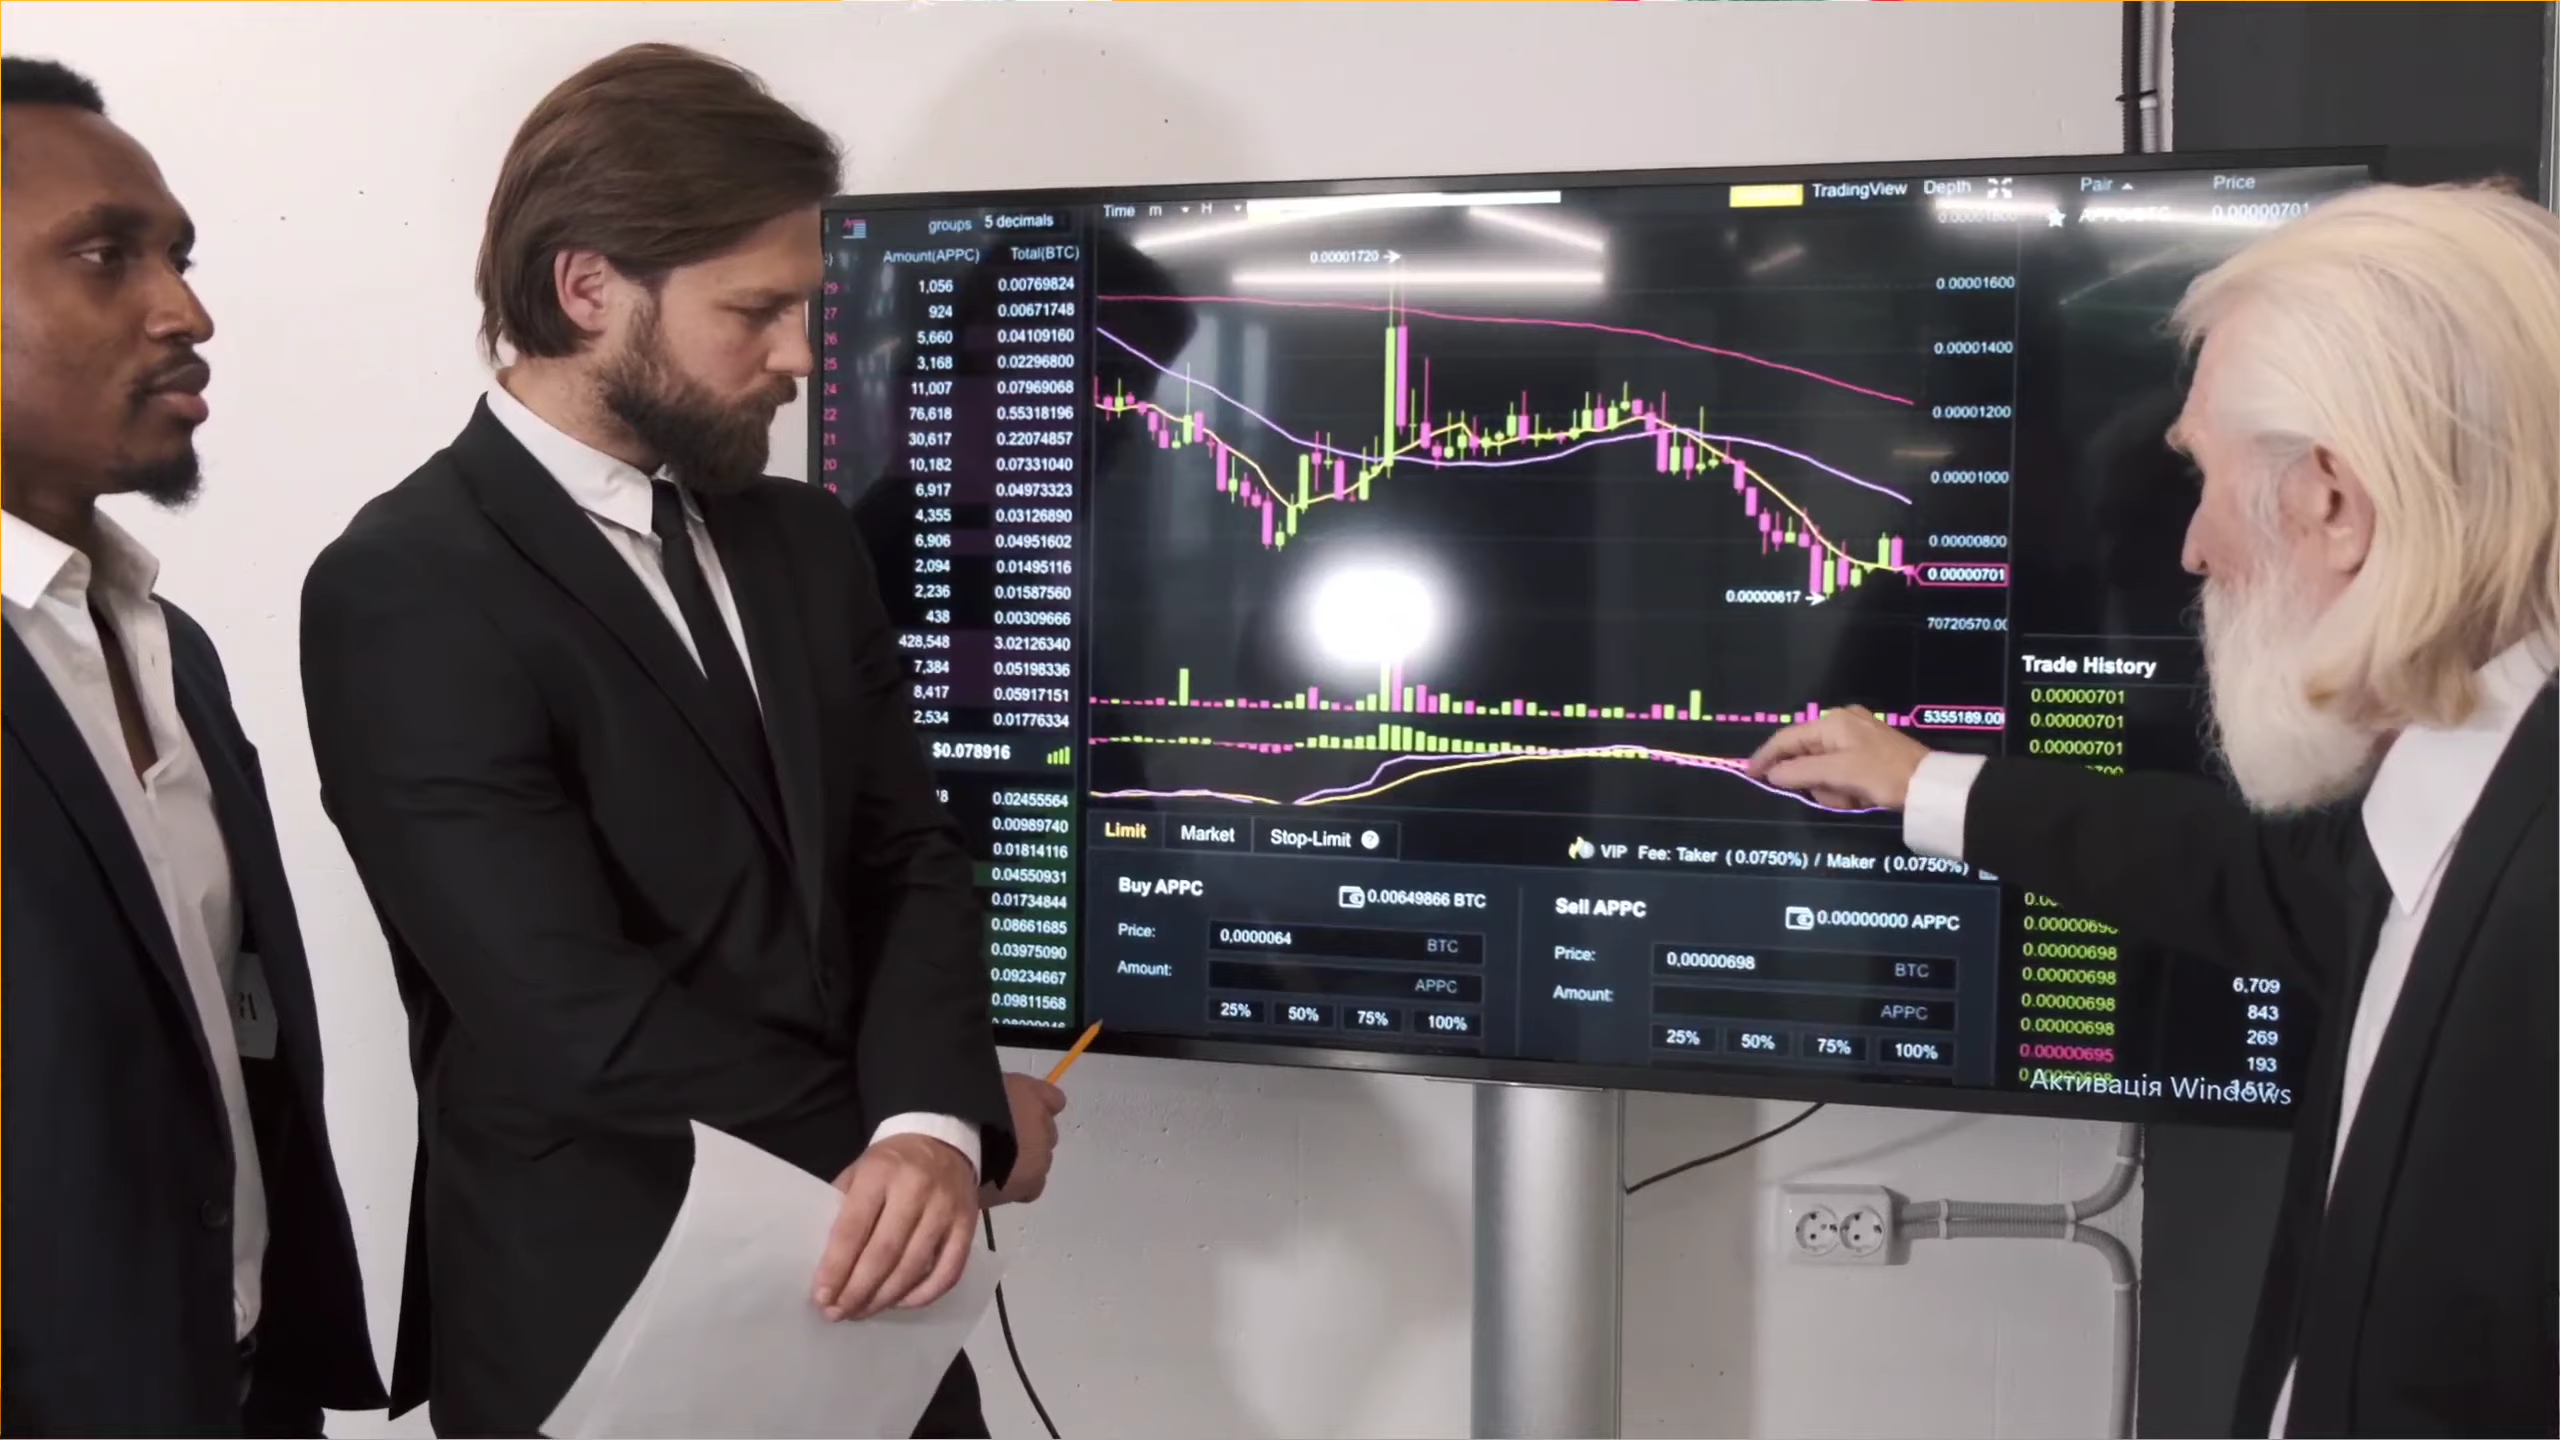 groups 5 decimals
Amount(APPC) Total(BTC)
1,056 0.00769824
924 0.00671748
5,660 0.04109160
3,168 0.02296800
11,007 0.07969068
76,618 0.55318196
30,617 0.22074857
10,182 0.07331040
6,917 0.04973323
4,355 0.03126890
6,906 0.04951602
2,094 0.01495116
2,236 0.01587560
438 0.00309666
428,548 3.02126340
7,384 0.05198336
8,417 0.05917151
2,534 0.01776334
$0.078916
0.02455564
0.00989740
0.01814116
0.04550931
0.01734844
0.08661685
0.03975090
0.09234667
0.09811568
Time m H
TradingView Depth
0.00001720
0.00001800
0.00001600
0.00001400
0.00001200
0.00001000
0.00000800
0.00000701
0.00000617
70720570.00
5355189.00
Limit Market Stop-Limit
VIP Fee: Taker (0.0750%) / Maker (0.0750%)
Buy APPC 0.00649866 BTC
Price: 0,0000064 BTC
Amount: APPC
25% 50% 75% 100%
Sell APPC 0.00000000 APPC
Price: 0,00000698 BTC
Amount: APPC
25% 50% 75% 100%
Pair Price
APPC/BTC 0.00000701
Trade History
0.00000701
0.00000701
0.00000701
0.00000698
0.00000698 6,709
0.00000698 843
0.00000698 269
0.00000695 193
Активація Windows